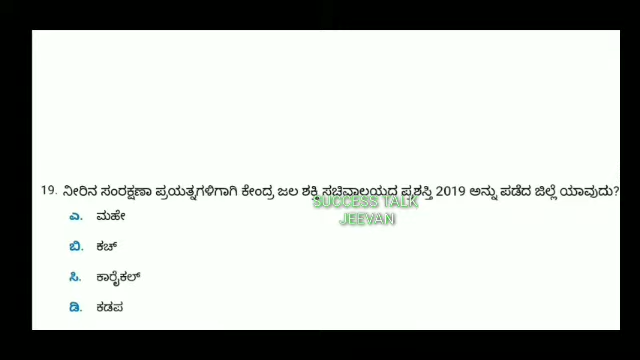 19. ನೀರಿನ ಸಂರಕ್ಷಣಾ ಪ್ರಯತ್ನಗಳಿಗಾಗಿ ಕೇಂದ್ರ ಜಲ ಶಕ್ತಿ ಸಚಿವಾಲಯದ ಪ್ರಶಸ್ತಿ 2019 ಅನ್ನು ಪಡೆದ ಜಿಲ್ಲೆ ಯಾವುದು?
SUCCESS TALK
JEEVAN
ಎ. ಮಹೇ
ಬಿ. ಕಚ್
ಸಿ. ಕಾರೈಕಲ್
ಡಿ. ಕಡಪ